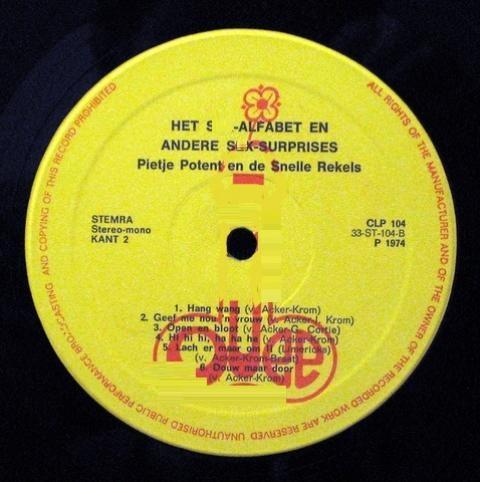 HET S -ALFABET EN
ANDERE S X-SURPRISES
Pietje Potent en de Snelle Rekels
STEMRA
Stereo-mono
KANT 2
CLP 104
33-ST-104-B
P 1974
1. Hang wang (v. Acker-Krom)
2. Geef me nou 'n vrouw (v. Acker- Krom)
3. Open en bloot (v. Acker-C. Cortie)
4. Hi hi hi, ha ha ha Acker-Krom)
5. Lach er maar om II (Limericks)
(v. Acker-Krom-Braat)
6. Douw maar door
v. Acker-Krom)
ALL RIGHTS OF THE MANUFACTURER AND OF THE OWNER OF THE RECORDED WORK ARE RESERVED UNAUTHORISED PUBLIC PERFORMANCE AND COPYING OF THIS RECORD PROHIBITED